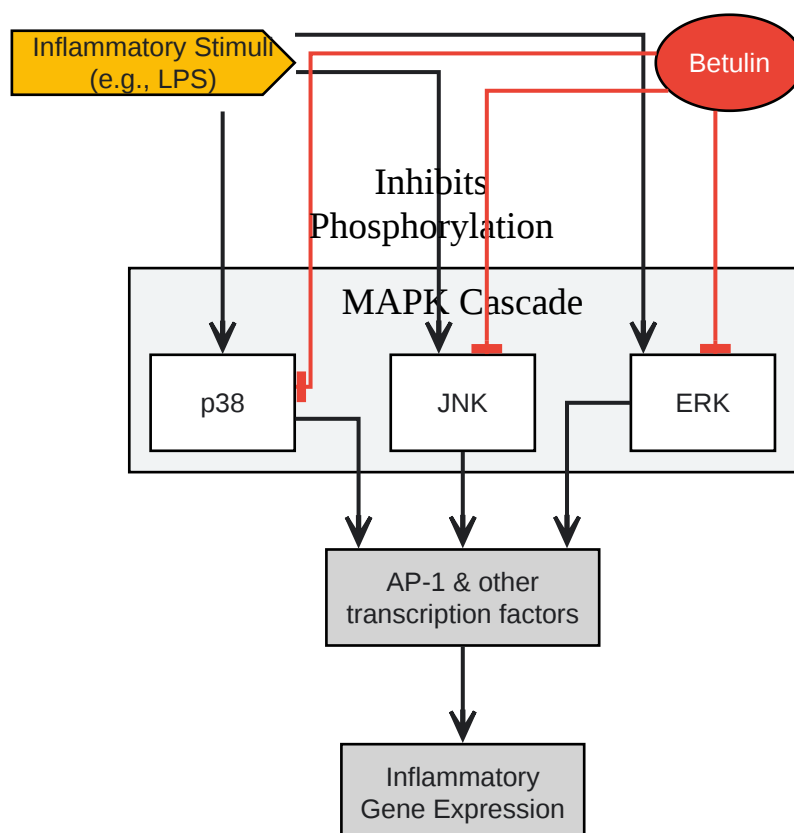 Inflammatory Stimuli
(e.g., LPS)
Betulin
Inhibits
Phosphorylation
MAPK Cascade
p38
JNK
ERK
AP-1 & other
transcription factors
Inflammatory
Gene Expression